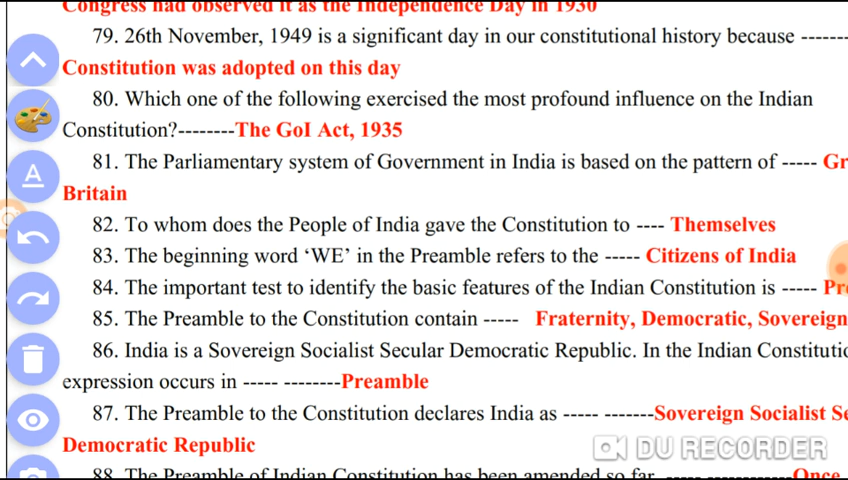 Congress had observed it as the Independence Day in 1930
79. 26th November, 1949 is a significant day in our constitutional history because ------
Constitution was adopted on this day
80. Which one of the following exercised the most profound influence on the Indian
Constitution?--------The GoI Act, 1935
81. The Parliamentary system of Government in India is based on the pattern of -----
Britain
82. To whom does the People of India gave the Constitution to ---- Themselves
83. The beginning word ‘WE’ in the Preamble refers to the ----- Citizens of India
84. The important test to identify the basic features of the Indian Constitution is -----
85. The Preamble to the Constitution contain ----- Fraternity, Democratic, Sovereign
86. India is a Sovereign Socialist Secular Democratic Republic. In the Indian
expression occurs in ----- --------Preamble
87. The Preamble to the Constitution declares India as ----- -------Sovereign Socialist
Democratic Republic
DU RECORDER
88. The Preamble of Indian Constitution has been amended so far ----- ------------Once